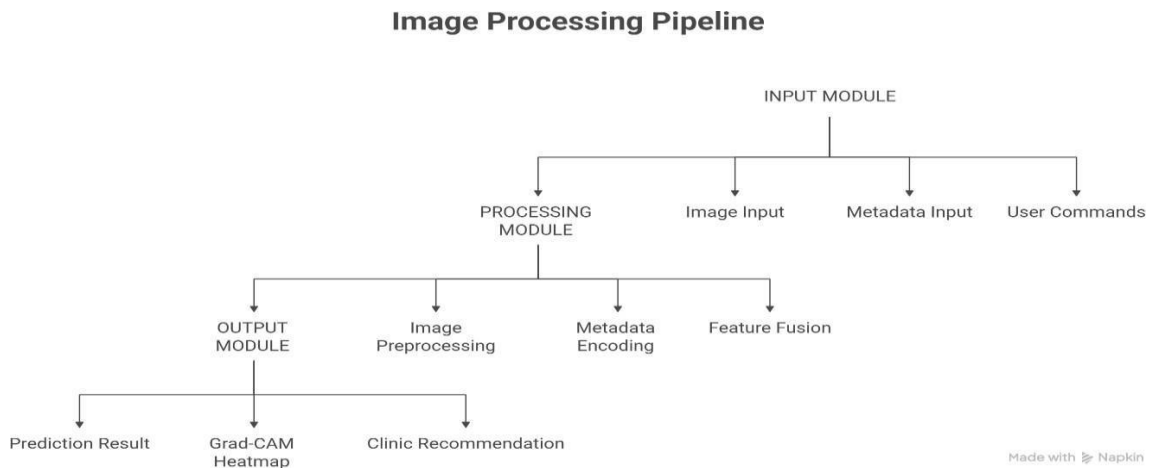 Image Processing Pipeline
INPUT MODULE
PROCESSING
MODULE
Image Input
Metadata Input
User Commands
OUTPUT
MODULE
Image
Preprocessing
Metadata
Encoding
Feature Fusion
Prediction Result
Grad-CAM
Heatmap
Clinic Recommendation
Made with Napkin